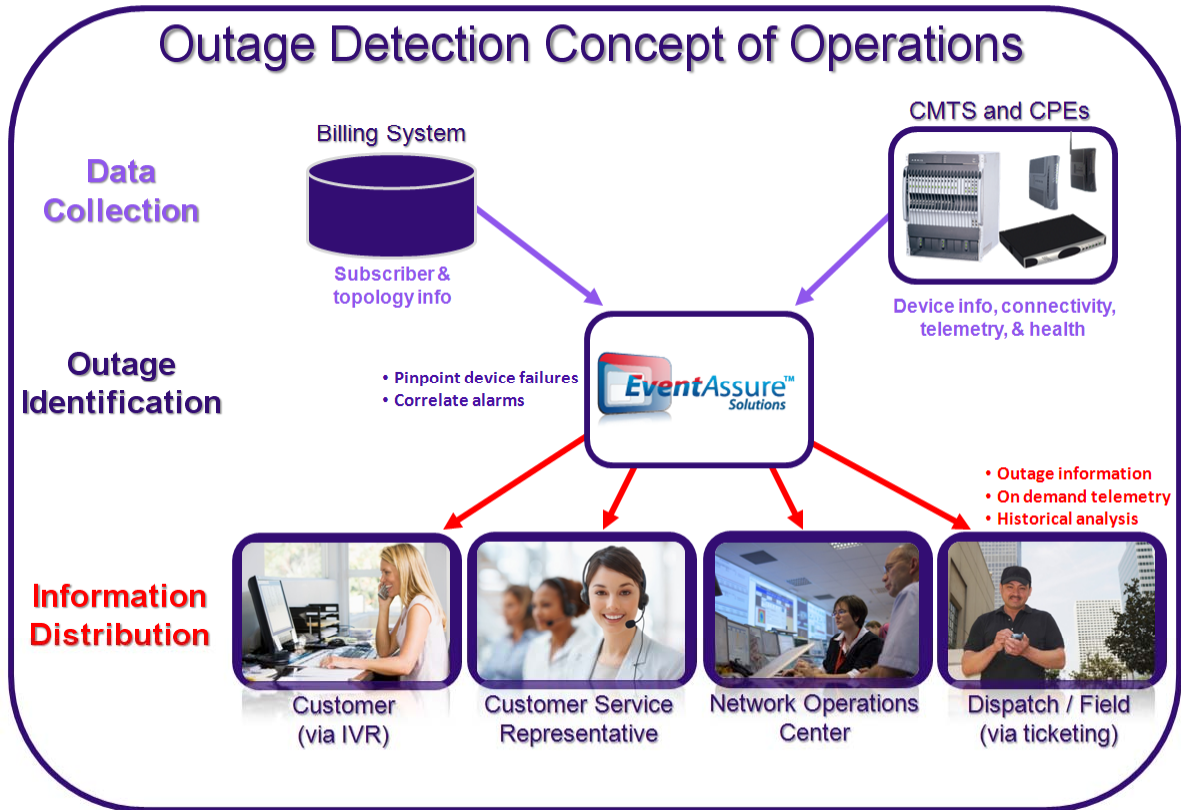 Outage Detection Concept of Operations
CMTS and CPEs
Billing System
Data
Collection
Subscriber &
topology info
Device info, connectivity,
telemetry, & health
Outage
Identification
• Pinpoint device failures
• Correlate alarms
EventAssure™
Solutions
• Outage information
• On demand telemetry
• Historical analysis
Information
Distribution
Customer
(via IVR)
Customer Service
Representative
Network Operations
Center
Dispatch / Field
(via ticketing)